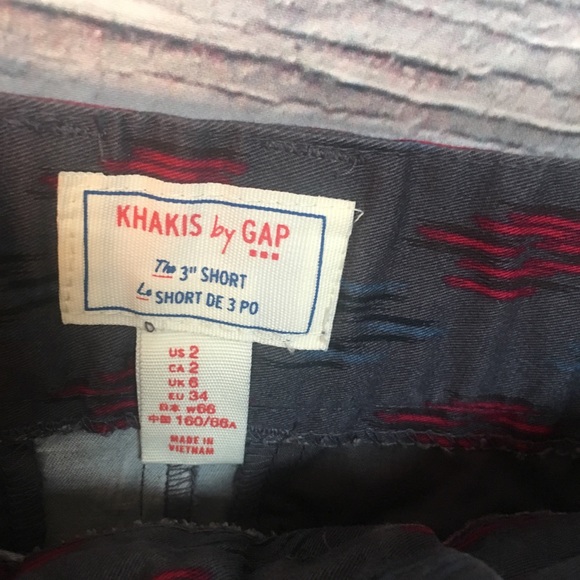 KHAKIS by GAP
The 3" SHORT
Le SHORT DE 3 PO
US 2
CA 2
UK 6
EU 34
日本 W66
中国 160/66A
MADE IN
VIETNAM